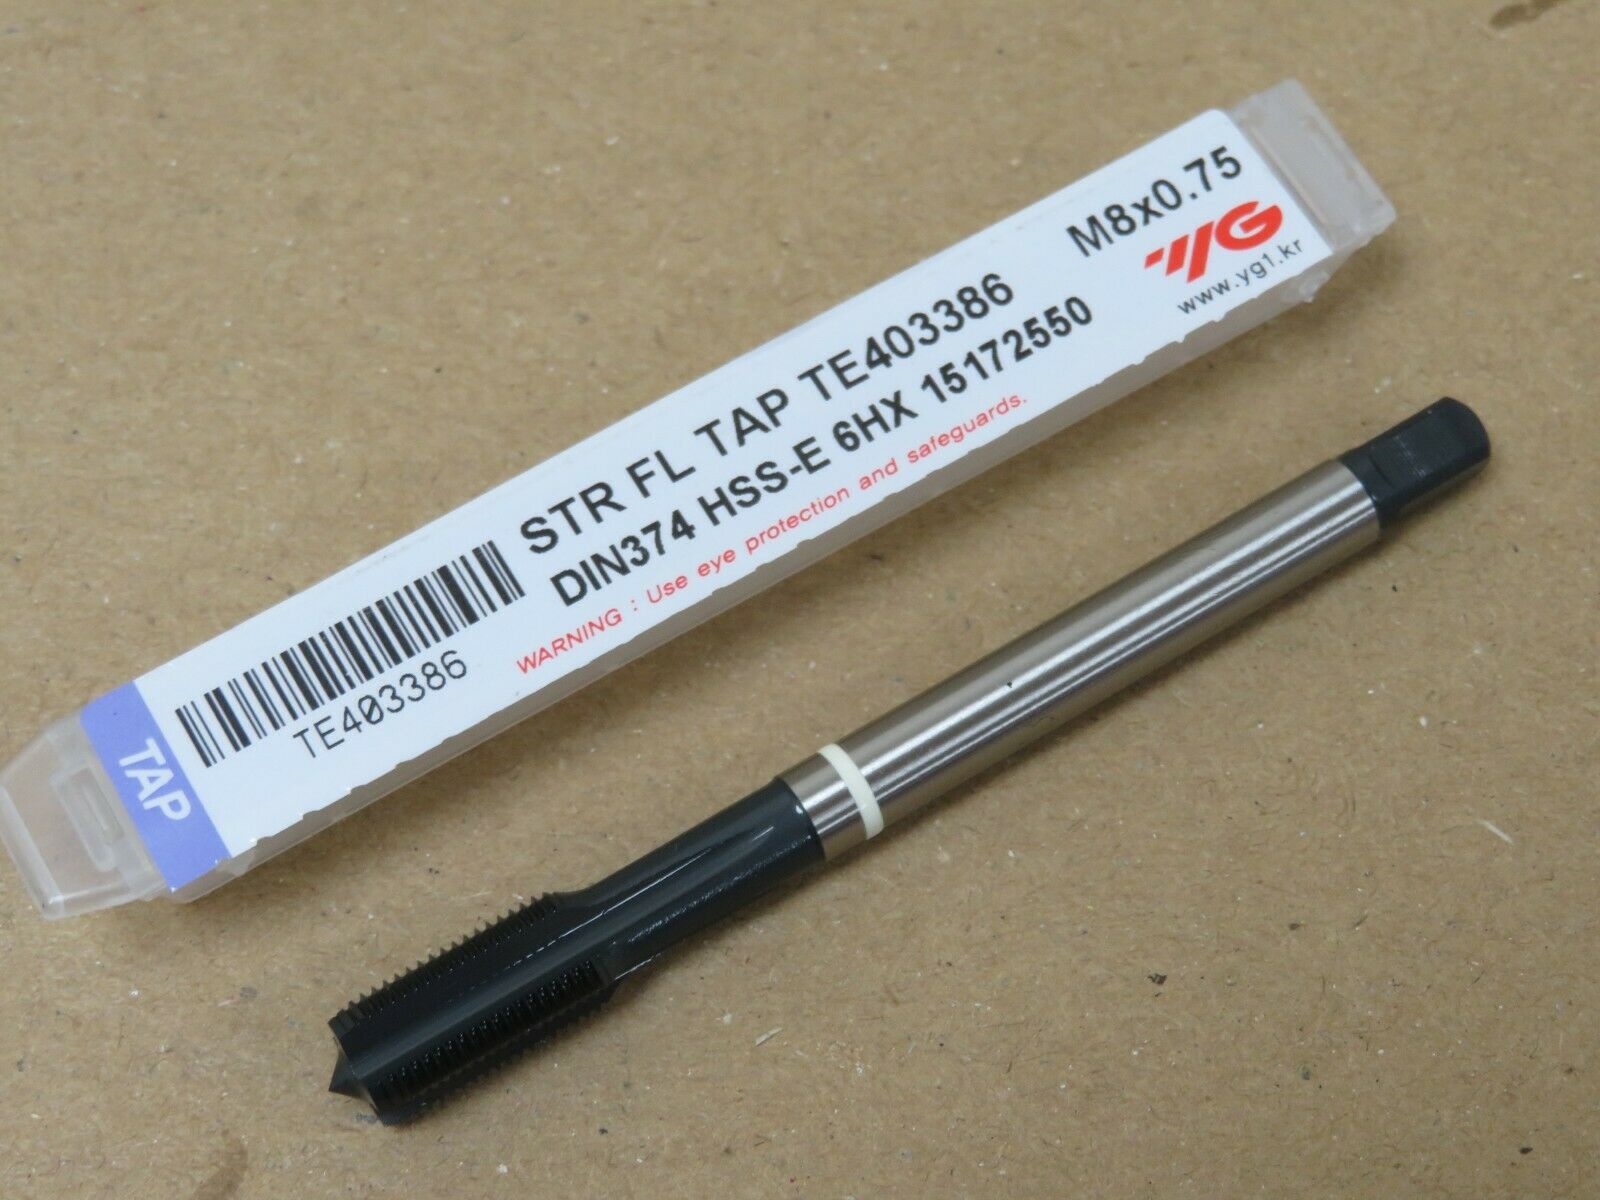 M8x0.75
YG
www.yg1.kr
STR FL TAP TE403386
DIN374 HSS-E 6HX 15172550
WARNING : Use eye protection and safeguards.
TE403386
TAP